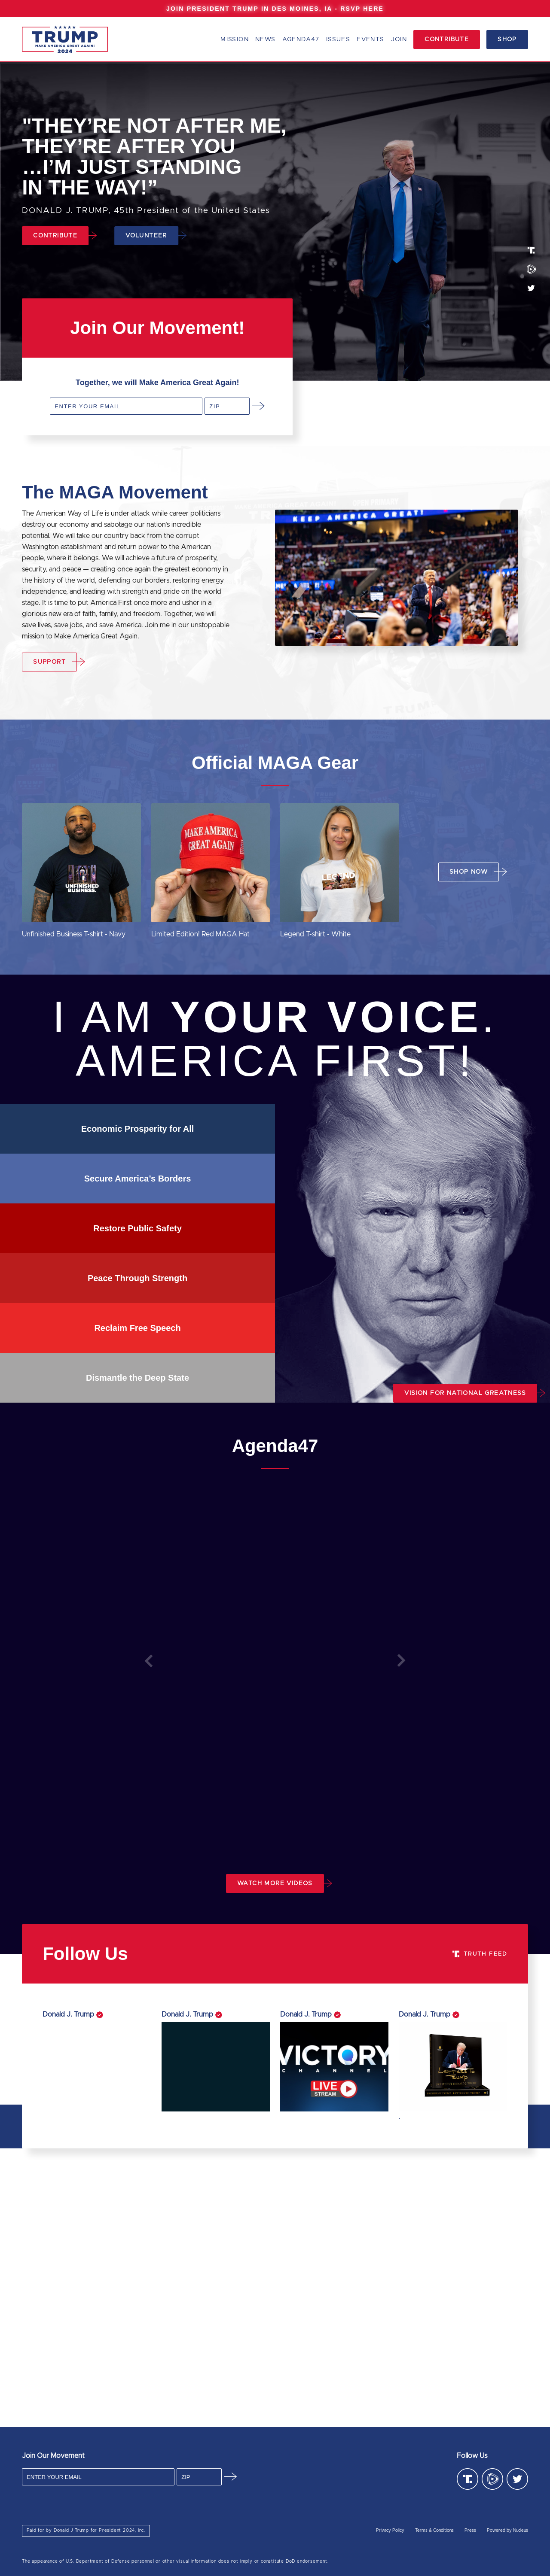 JOIN PRESIDENT TRUMP IN DES MOINES, IA - RSVP HERE
TRUMP
MAKE AMERICA GREAT AGAIN!
2024
MISSION NEWS AGENDA47 ISSUES EVENTS JOIN CONTRIBUTE SHOP
"THEY’RE NOT AFTER ME,
THEY’RE AFTER YOU
…I’M JUST STANDING
IN THE WAY!”
DONALD J. TRUMP, 45th President of the United States
CONTRIBUTE VOLUNTEER
Join Our Movement!
Together, we will Make America Great Again!
ENTER YOUR EMAIL ZIP
The MAGA Movement
The American Way of Life is under attack while career politicians
destroy our economy and sabotage our nation's incredible
potential. We will take our country back from the corrupt
Washington establishment and return power to the American
people, where it belongs. We will achieve a future of prosperity,
security, and peace — creating once again the greatest economy in
the history of the world, defending our borders, restoring energy
independence, and leading with strength and pride on the world
stage. It is time to put America First once more and usher in a
glorious new era of faith, family, and freedom. Together, we will
save lives, save jobs, and save America. Join me in our unstoppable
mission to Make America Great Again.
KEEP AMERICA GREAT!
SUPPORT
TRUM
Official MAGA Gear
UNFINISHED
BUSINESS.
MAKE AMERICA
GREAT AGAIN
SHOP NOW
Unfinished Business T-shirt - Navy
Limited Edition! Red MAGA Hat
Legend T-shirt - White
I AM YOUR VOICE.
AMERICA FIRST!
Economic Prosperity for All
Secure America’s Borders
Restore Public Safety
Peace Through Strength
Reclaim Free Speech
Dismantle the Deep State
VISION FOR NATIONAL GREATNESS
Agenda47
WATCH MORE VIDEOS
Follow Us
TRUTH FEED
Donald J. Trump
Donald J. Trump
Donald J. Trump
Donald J. Trump
VICTORY
CHANNEL
LIVE
STREAM
.
Join Our Movement
Follow Us
ENTER YOUR EMAIL ZIP
Paid for by Donald J Trump for President 2024, Inc
Privacy Policy Terms & Conditions Press Powered by Nucleus
The appearance of U.S. Department of Defense personnel or other visual information does not imply or constitute DoD endorsement